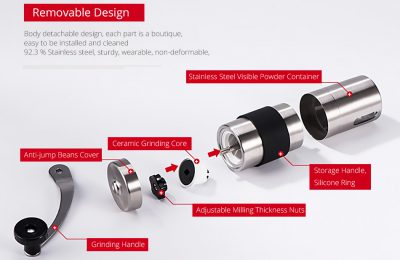 Removable Design
Body detachable design, each part is a boutique,
easy to be installed and cleaned
92.3 % Stainless steel, sturdy, wearable, non-deformable,
Stainless Steel Visible Powder Container
Ceramic Grinding Core
Anti-jump Beans Cover
Storage Handle,
Silicone Ring
Adjustable Milling Thickness Nuts
Grinding Handle